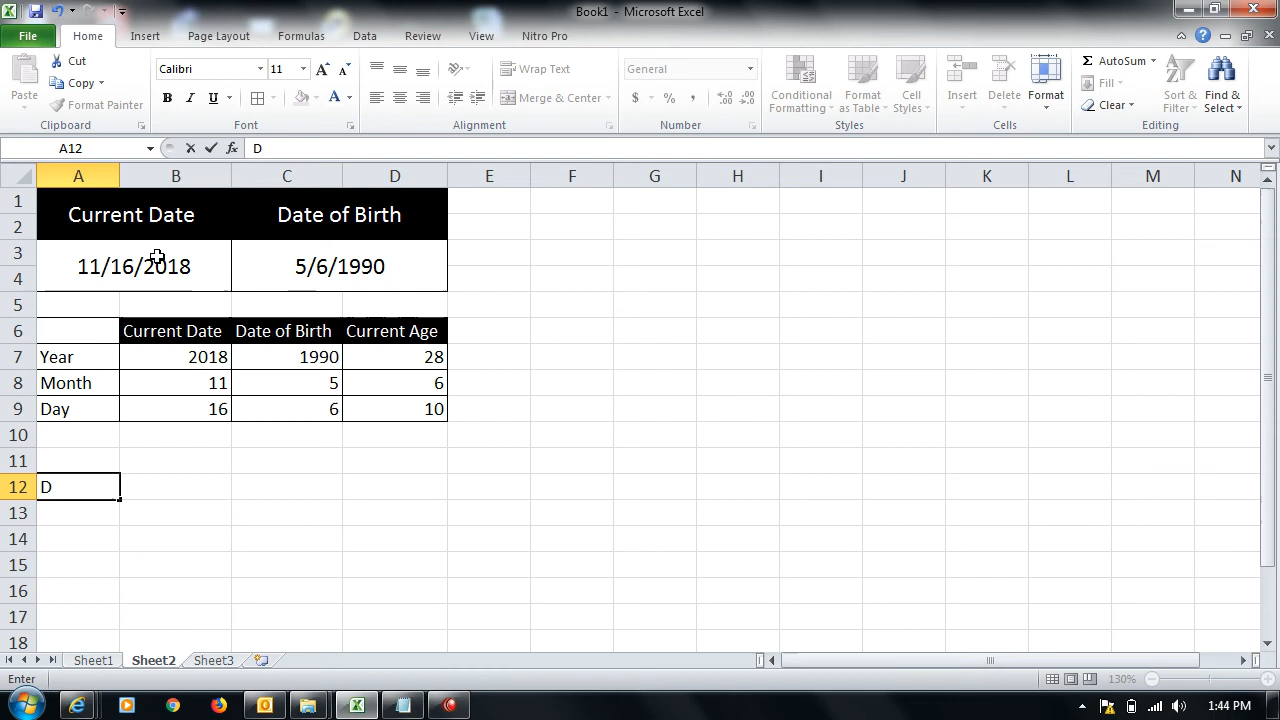 Book1 - Microsoft Excel
File Home Insert Page Layout Formulas Data Review View Nitro Pro
Paste
Cut
Copy
Format Painter
Clipboard
Calibri 11
B I U
A
Font
Wrap Text
Merge & Center
Alignment
General
$ % ,
Number
Conditional Formatting
Format as Table
Cell Styles
Styles
Insert Delete Format
Cells
Σ AutoSum
Fill
Clear
Sort & Filter
Find & Select
Editing
A12 fx D
A B C D E F G H I J K L M N
1
2
3
4
5
6
7
8
9
10
11
12
13
14
15
16
17
18
Current Date Date of Birth
11/16/2018 5/6/1990
Current Date Date of Birth Current Age
Year 2018 1990 28
Month 11 5 6
Day 16 6 10
D
Sheet1 Sheet2 Sheet3
Enter 130%
1:44 PM